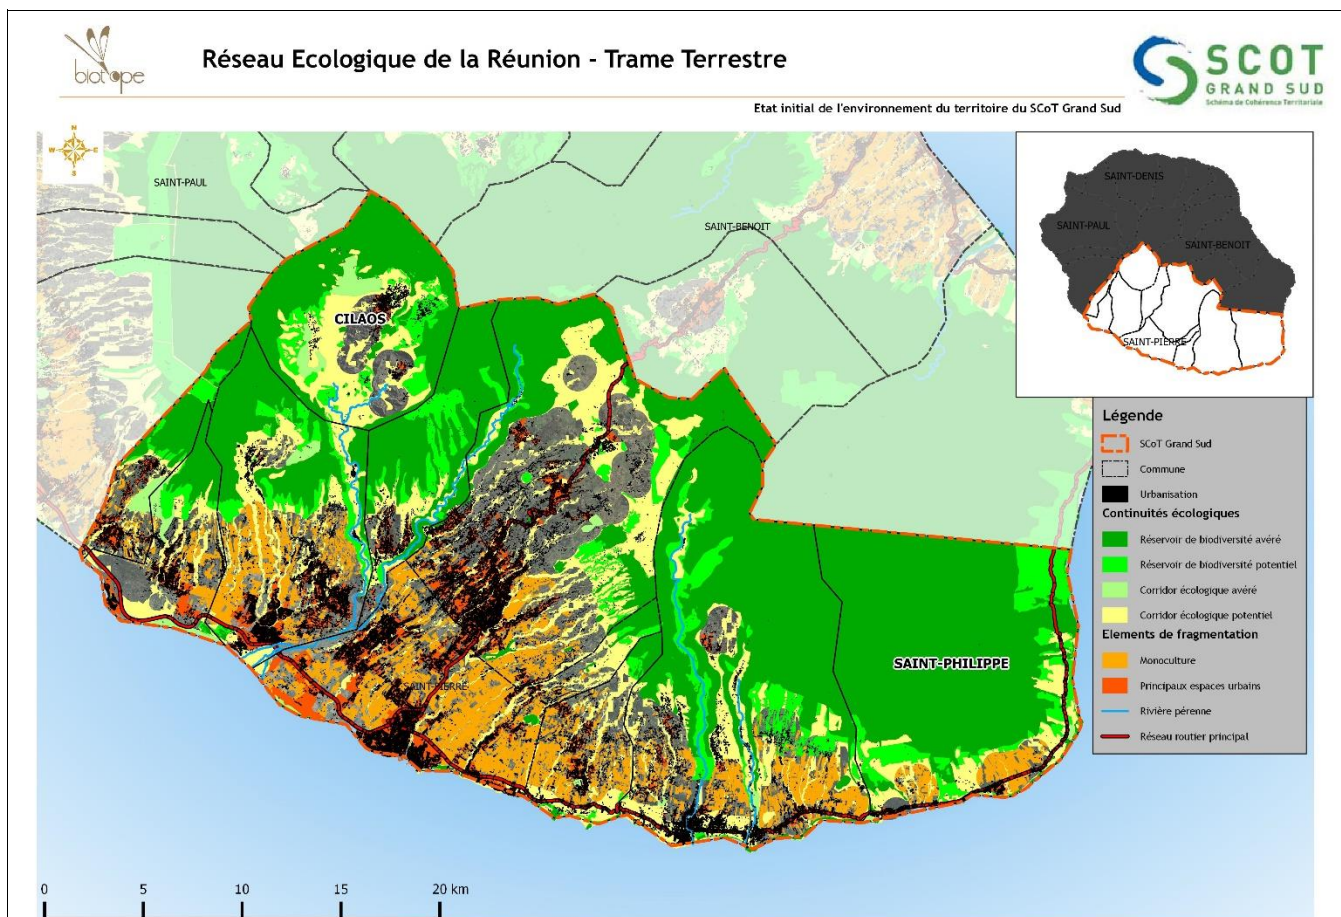 biotope
Réseau Ecologique de la Réunion - Trame Terrestre
SCOT
GRAND SUD
Schéma de Cohérence Territoriale
Etat initial de l'environnement du territoire du SCoT Grand Sud
N
W E
S
SAINT-PAUL
SAINT-BENOIT
CILAOS
SAINT-PIERRE
SAINT-PHILIPPE
SAINT-DENIS
SAINT-PAUL
SAINT-BENOIT
SAINT-PIERRE
Légende
SCoT Grand Sud
Commune
Urbanisation
Continuités écologiques
Réservoir de biodiversité avéré
Réservoir de biodiversité potentiel
Corridor écologique avéré
Corridor écologique potentiel
Elements de fragmentation
Monoculture
Principaux espaces urbains
Rivière pérenne
Réseau routier principal
0 5 10 15 20 km